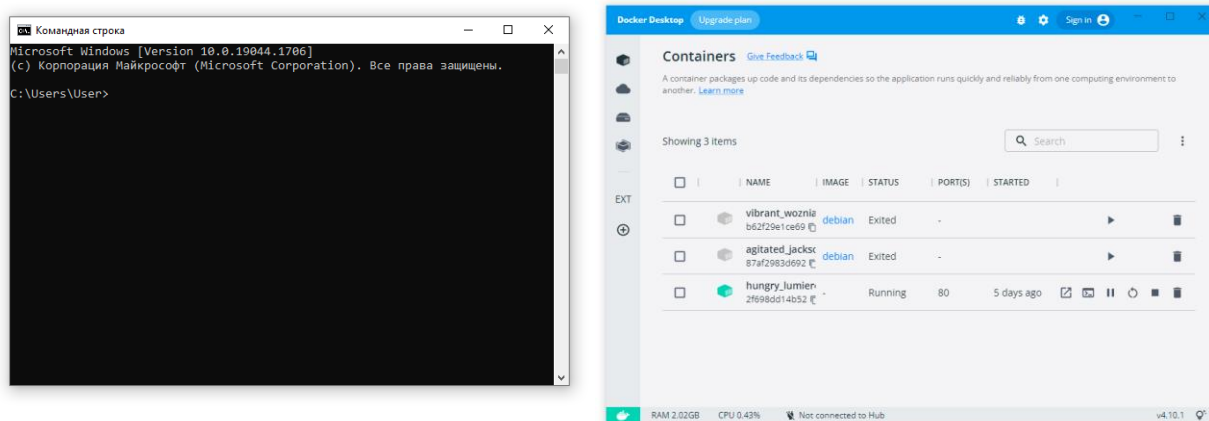 Командная строка
Microsoft Windows [Version 10.0.19044.1706]
(c) Корпорация Майкрософт (Microsoft Corporation). Все права защищены.
C:\Users\User>
Docker Desktop Upgrade plan Sign in
Containers Give Feedback
A container packages up code and its dependencies so the application runs quickly and reliably from one computing environment to
another. Learn more
Showing 3 items Search
NAME IMAGE STATUS PORT(S) STARTED
EXT
vibrant_woznia
debian Exited -
b62f29e1ce69
agitated_jackso
debian Exited -
87af2983d692
hungry_lumier
- Running 80 5 days ago
2f698dd14b52
RAM 2.02GB CPU 0.43% Not connected to Hub v4.10.1